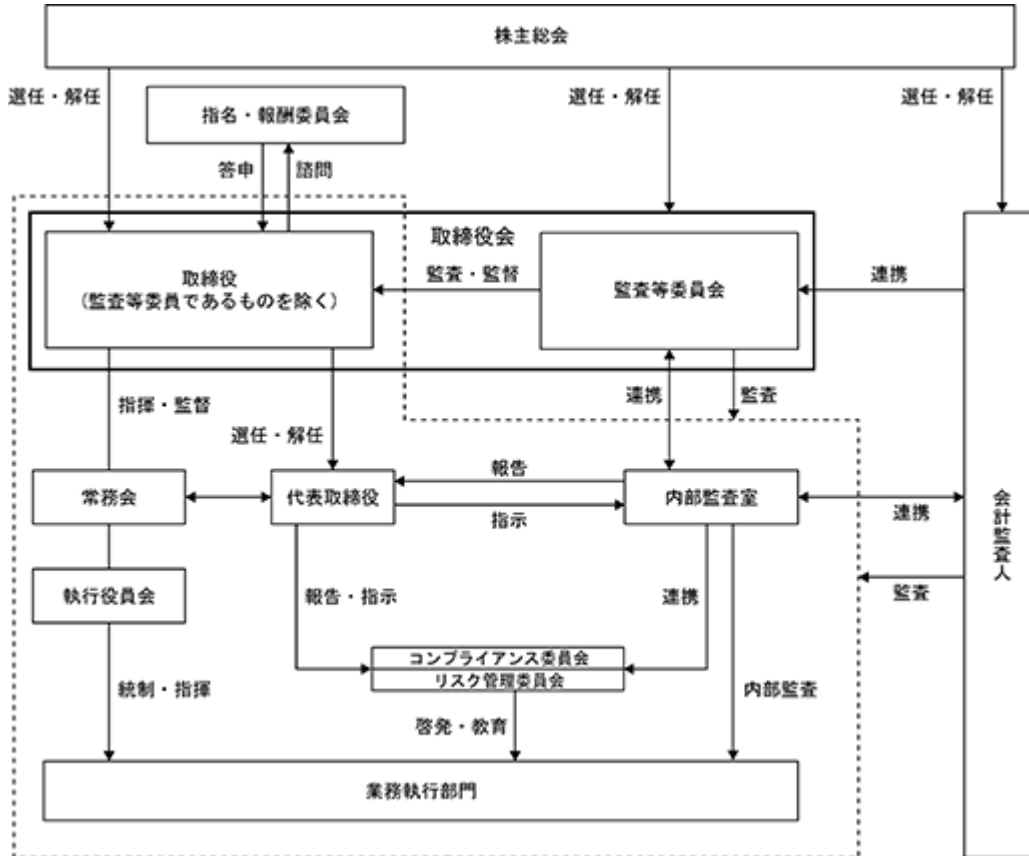 株主総会
選任・解任
選任・解任
選任・解任
指名・報酬委員会
答申
諮問
取締役会
取締役
（監査等委員であるものを除く）
監査・監督
監査等委員会
連携
指揮・監督
選任・解任
連携
監査
常務会
代表取締役
報告
指示
内部監査室
連携
会計監査人
監査
執行役員会
報告・指示
連携
コンプライアンス委員会
リスク管理委員会
統制・指揮
啓発・教育
内部監査
業務執行部門